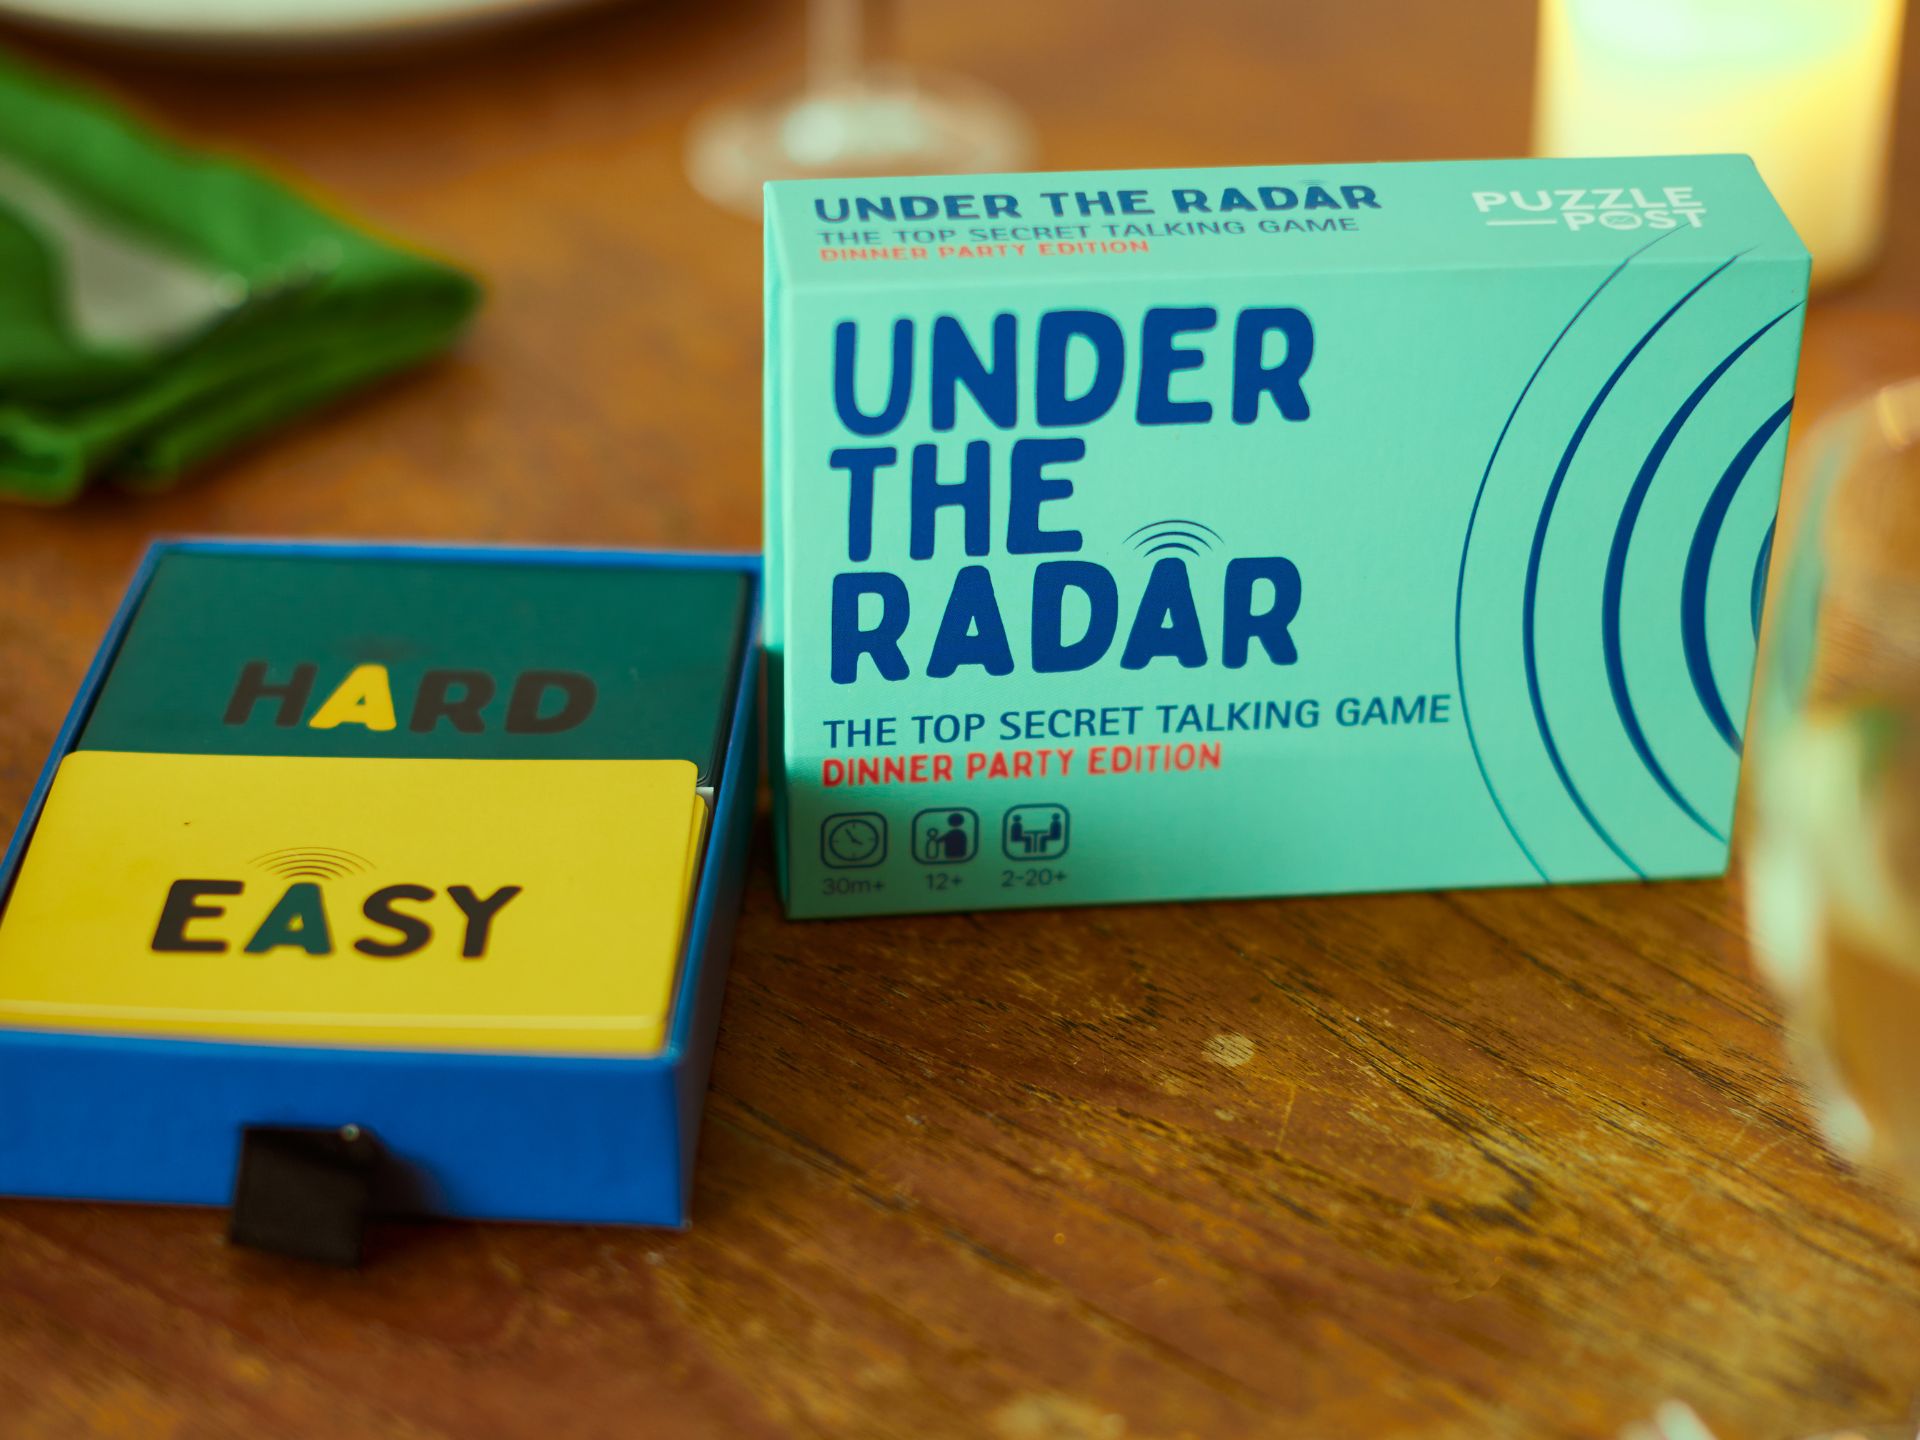 UNDER THE RADAR
THE TOP SECRET TALKING GAME
DINNER PARTY EDITION
PUZZLE
POST
UNDER
THE
RADAR
THE TOP SECRET TALKING GAME
DINNER PARTY EDITION
30m+ 12+ 2-20+
HARD
EASY